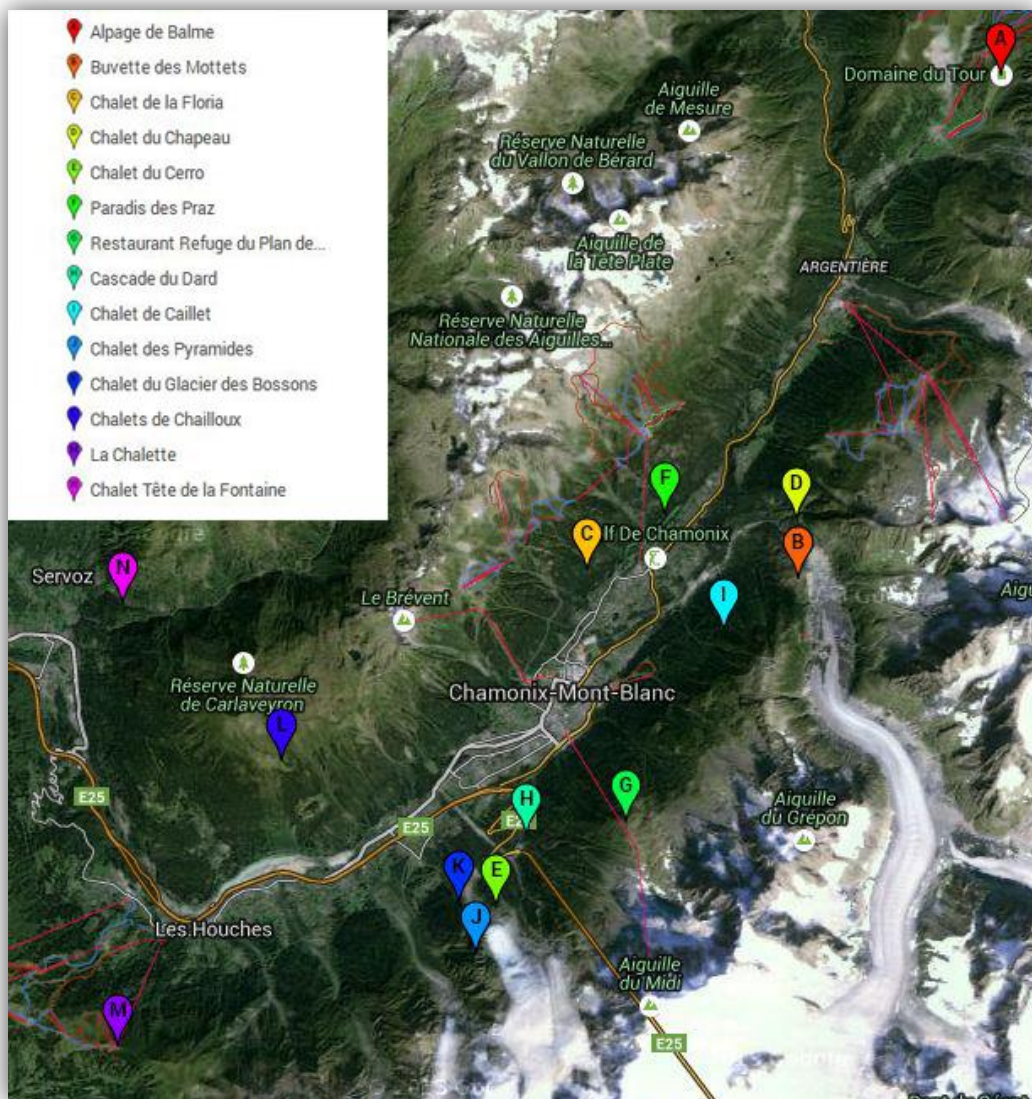 A Alpage de Balme
B Buvette des Mottets
C Chalet de la Floria
D Chalet du Chapeau
E Chalet du Cerro
F Paradis des Praz
G Restaurant Refuge du Plan de...
H Cascade du Dard
I Chalet de Caillet
J Chalet des Pyramides
K Chalet du Glacier des Bossons
L Chalets de Chailloux
M La Chalette
N Chalet Tête de la Fontaine
A
Domaine du Tour
Aiguille
de Mesure
Réserve Naturelle
du Vallon de Bérard
Aiguille de
la Tête Plate
ARGENTIÈRE
Réserve Naturelle
Nationale des Aiguilles...
F
D
C
lf De Chamonix
B
N
Servoz
I
Le Brévent
Réserve Naturelle
de Carlaveyron
Chamonix-Mont-Blanc
L
E25
G
H
Aiguille
du Grépon
E25
K
E
J
Les Houches
Aiguille
du Midi
M
E25